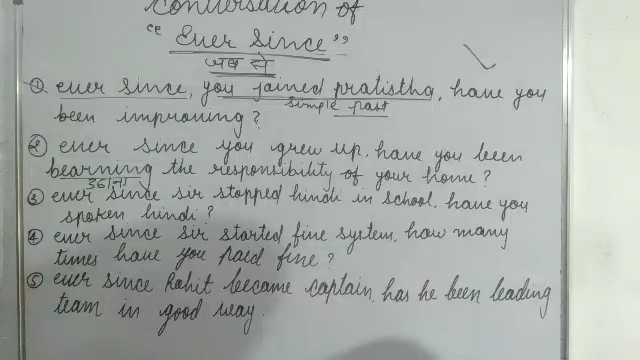 conversation of
"Ever Since"
जब से
① ever since, you joined pratistha, have you
simple past
been improving?
② ever since you grew up, have you been
bearning the responsibility of your home?
उठाना
③ ever since sir stopped hindi in school, have you
spoken hindi?
④ ever since sir started fine system, how many
times have you paid fine?
⑤ ever since Rohit became captain, has he been leading
team in good way.